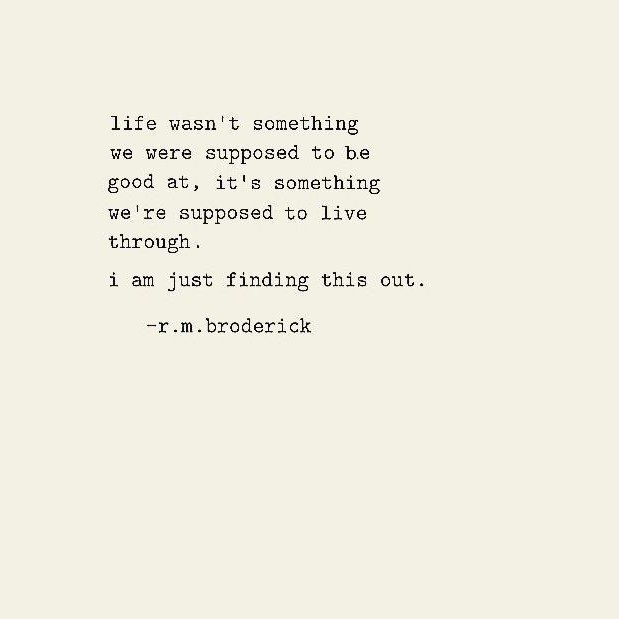 life wasn't something
we were supposed to be
good at, it's something
we're supposed to live
through.
i am just finding this out.
-r.m.broderick